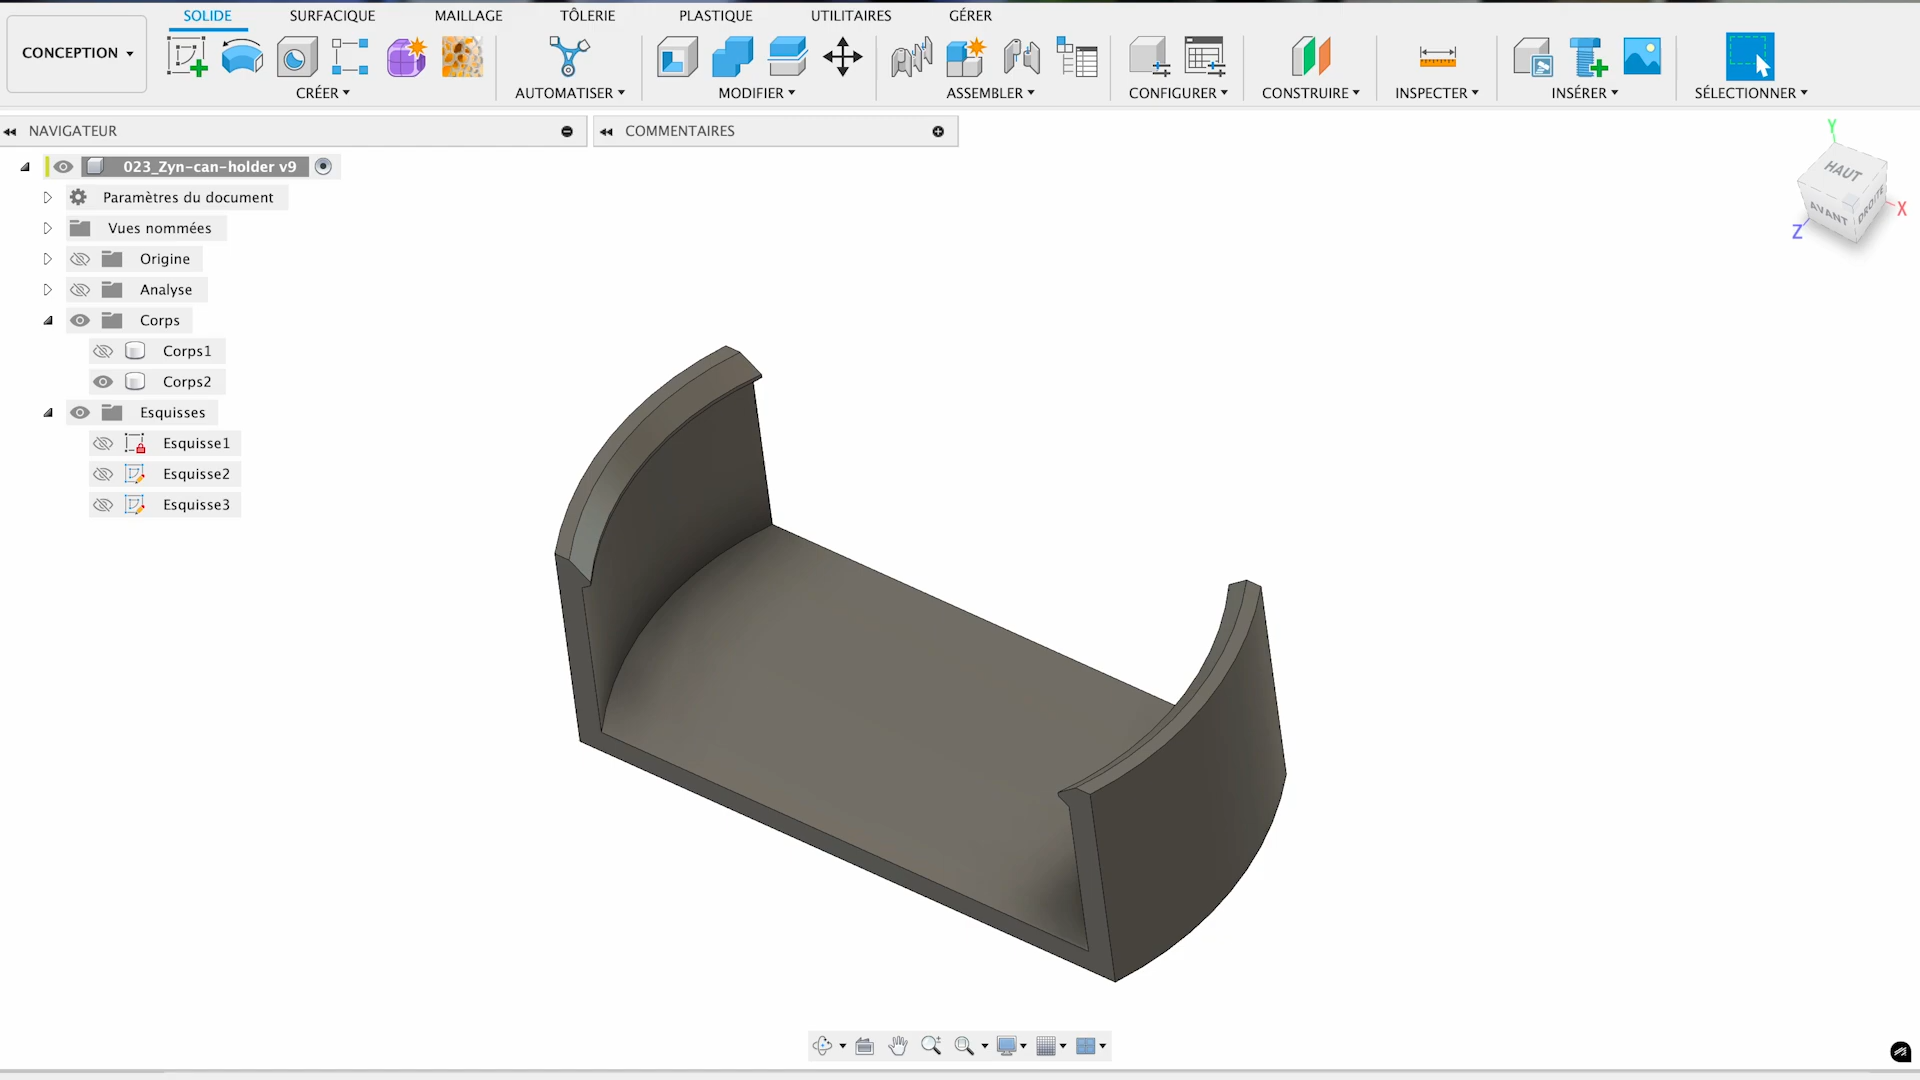 SOLIDE SURFACIQUE MAILLAGE TÔLERIE PLASTIQUE UTILITAIRES GÉRER
CONCEPTION
CRÉER AUTOMATISER MODIFIER ASSEMBLER CONFIGURER CONSTRUIRE INSPECTER INSÉRER SÉLECTIONNER
NAVIGATEUR COMMENTAIRES
023_Zyn-can-holder v9
Paramètres du document
Vues nommées
Origine
Analyse
Corps
Corps1
Corps2
Esquisses
Esquisse1
Esquisse2
Esquisse3
Y
HAUT
AVANT DROITE
X
Z